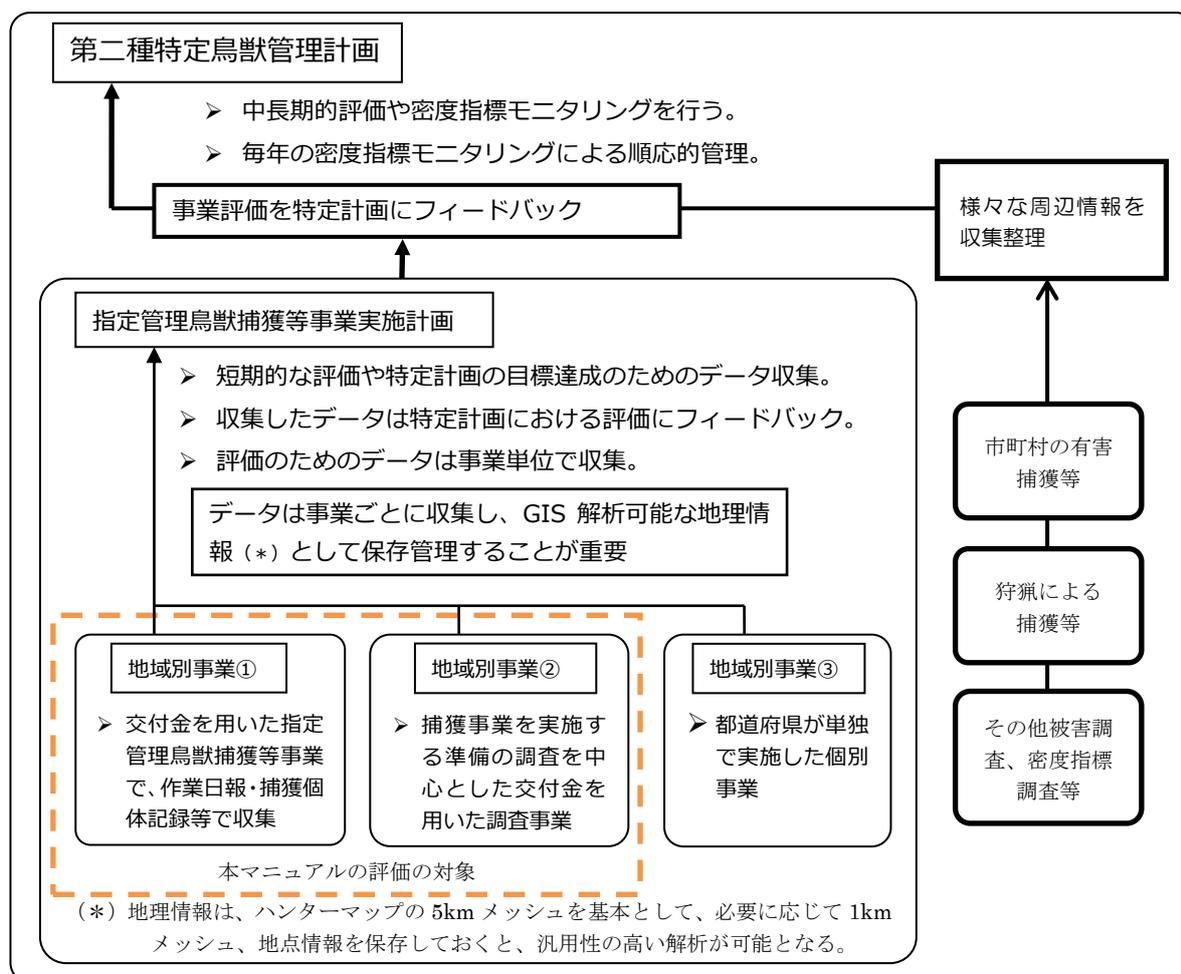 第二種特定鳥獣管理計画
➢ 中長期的評価や密度指標モニタリングを行う。
➢ 毎年の密度指標モニタリングによる順応的管理。
事業評価を特定計画にフィードバック
様々な周辺情報を
収集整理
指定管理鳥獣捕獲等事業実施計画
➢ 短期的な評価や特定計画の目標達成のためのデータ収集。
➢ 収集したデータは特定計画における評価にフィードバック。
➢ 評価のためのデータは事業単位で収集。
データは事業ごとに収集し、GIS 解析可能な地理情
報(*)として保存管理することが重要
地域別事業①
➢ 交付金を用いた指定
管理鳥獣捕獲等事業
で、作業日報・捕獲個
体記録等で収集
地域別事業②
➢ 捕獲事業を実施す
る準備の調査を中
心とした交付金を
用いた調査事業
地域別事業③
➢ 都道府県が単独
で実施した個別
事業
本マニュアルの評価の対象
(*)地理情報は、ハンターマップの 5km メッシュを基本として、必要に応じて 1km
メッシュ、地点情報を保存しておくと、汎用性の高い解析が可能となる。
市町村の有害
捕獲等
狩猟による
捕獲等
その他被害調
査、密度指標
調査等